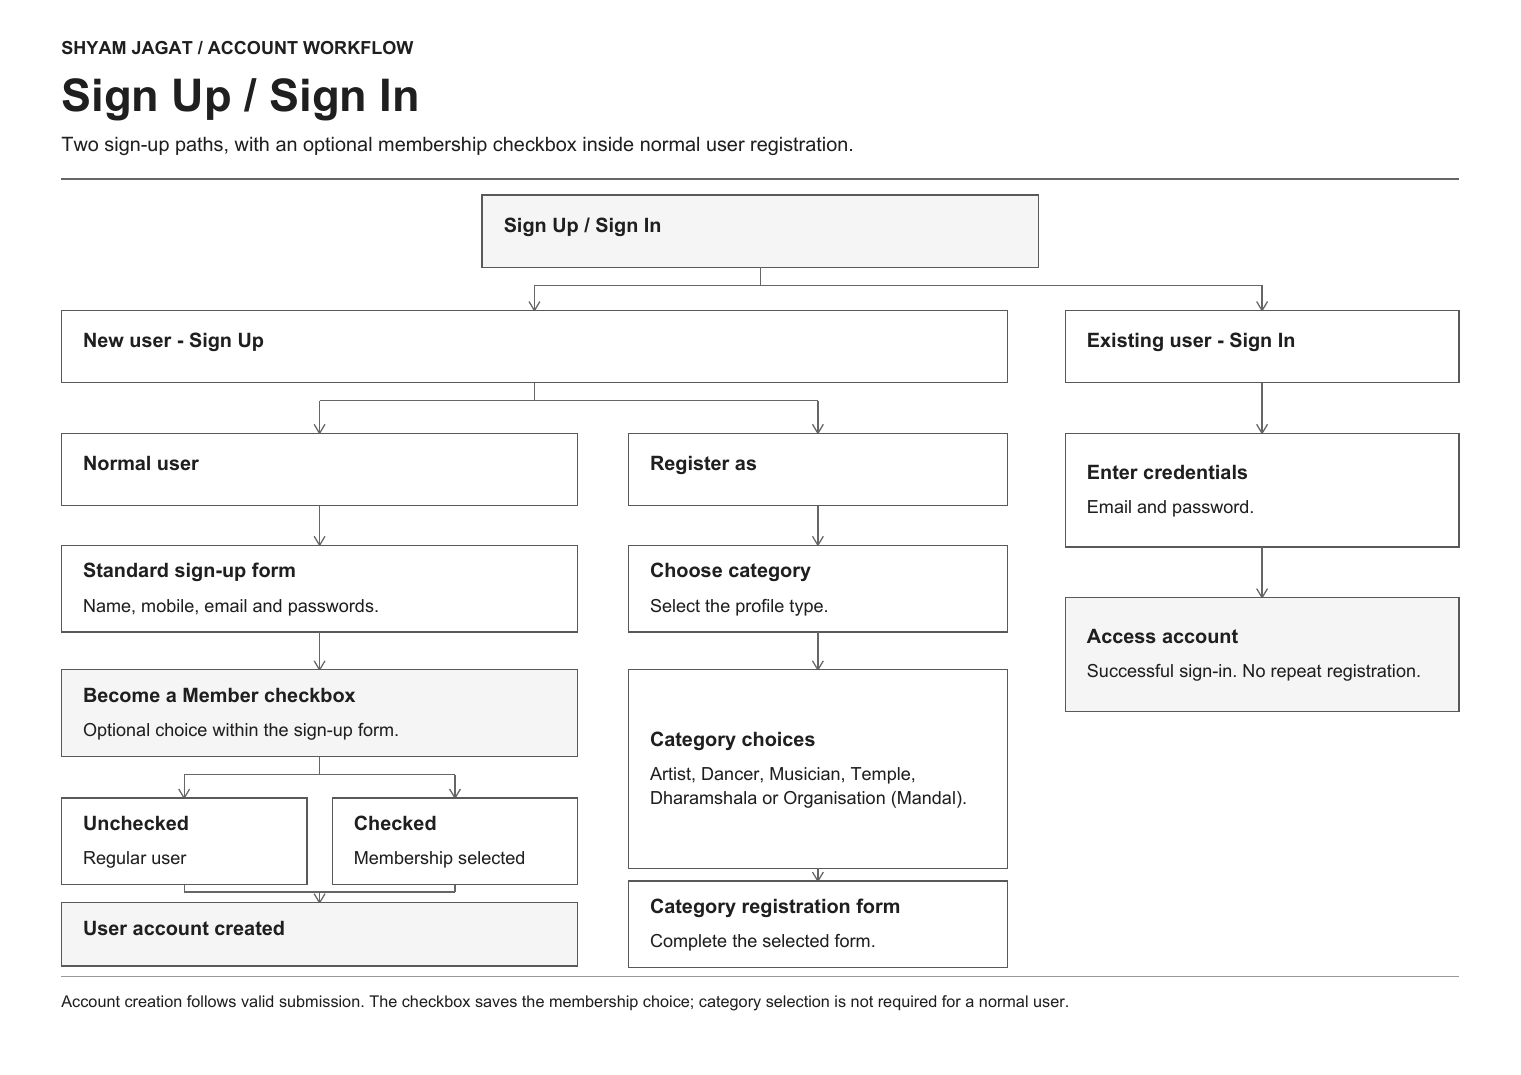 SHYAM JAGAT / ACCOUNT WORKFLOW
Sign Up / Sign In
Two sign-up paths, with an optional membership checkbox inside normal user registration.
Sign Up / Sign In
New user - Sign Up
Existing user - Sign In
Normal user
Register as
Enter credentials
Email and password.
Standard sign-up form
Name, mobile, email and passwords.
Choose category
Select the profile type.
Access account
Successful sign-in. No repeat registration.
Become a Member checkbox
Optional choice within the sign-up form.
Category choices
Artist, Dancer, Musician, Temple,
Dharamshala or Organisation (Mandal).
Unchecked
Regular user
Checked
Membership selected
User account created
Category registration form
Complete the selected form.
Account creation follows valid submission. The checkbox saves the membership choice; category selection is not required for a normal user.